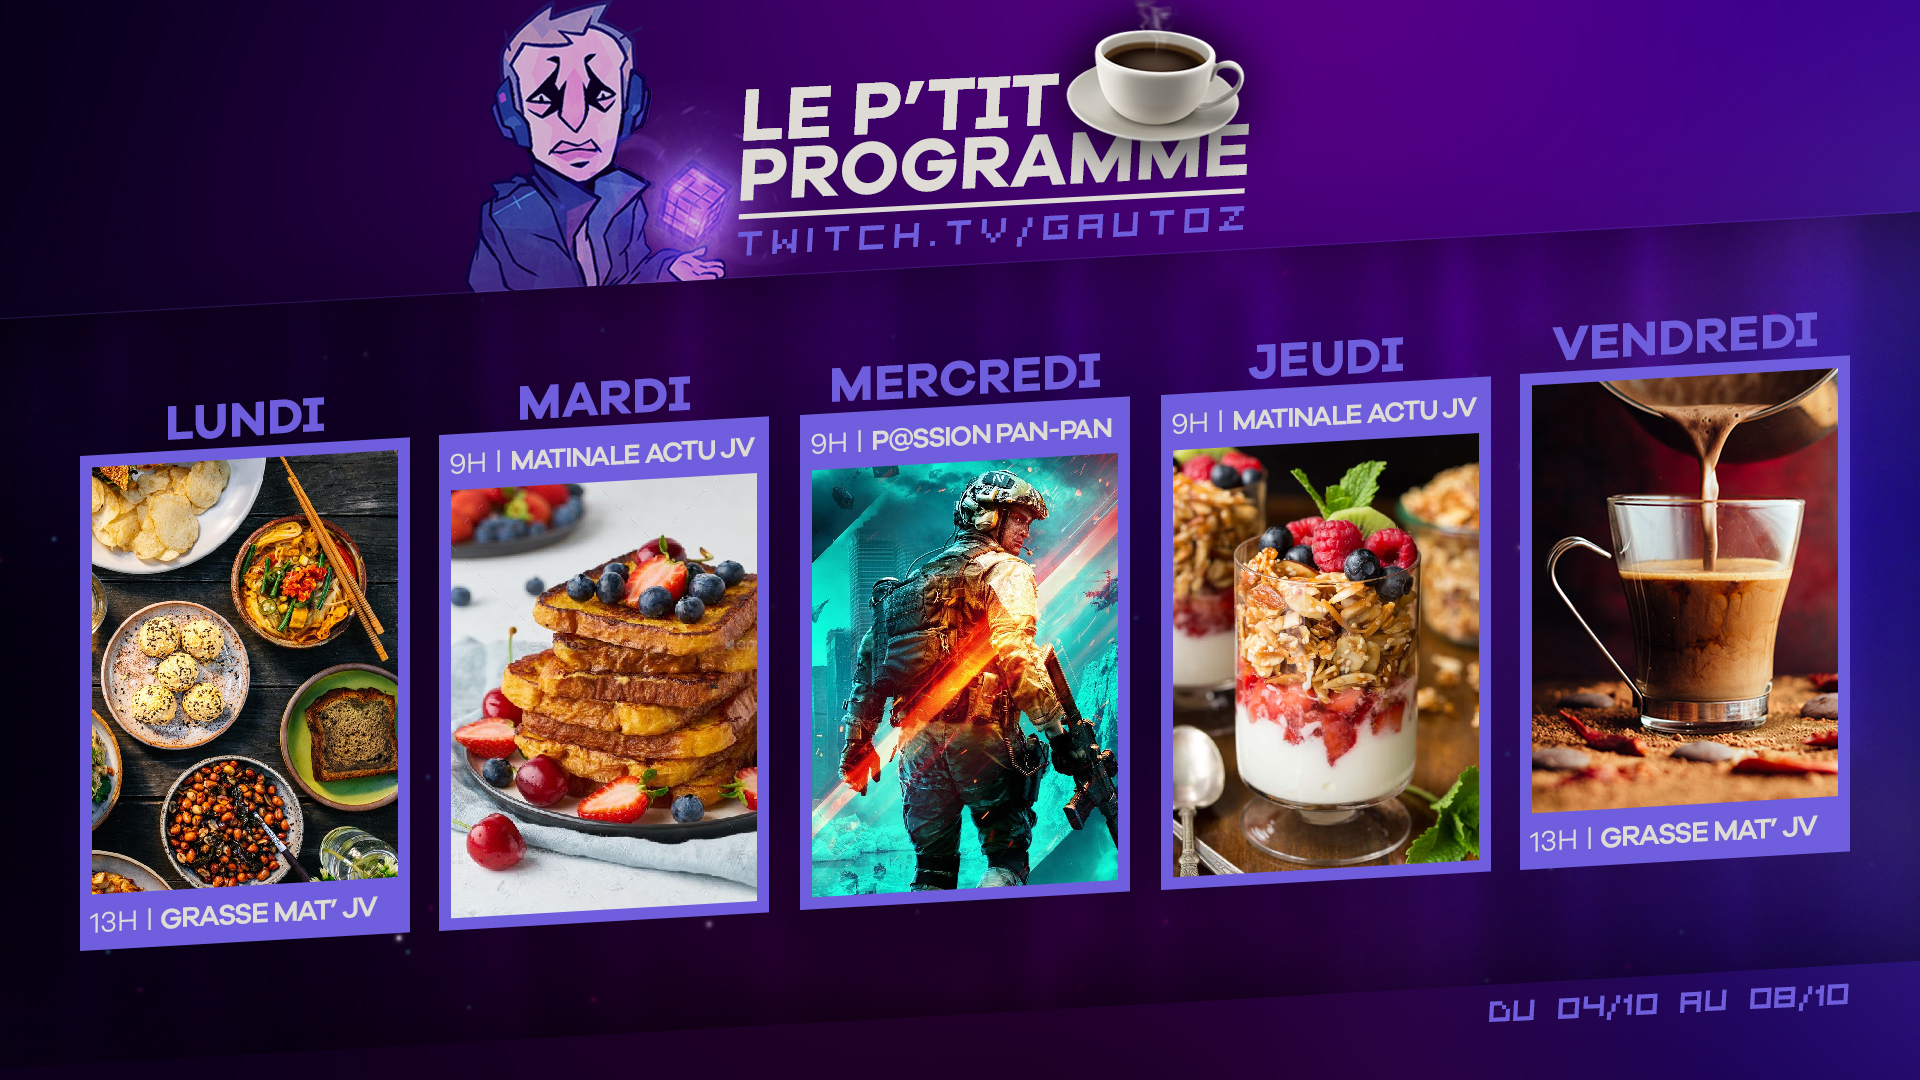 LE P'TIT
PROGRAMME
TWITCH.TV/GAUTOZ
LUNDI
13H | GRASSE MAT' JV
MARDI
9H | MATINALE ACTU JV
MERCREDI
9H | P@SSION PAN-PAN
JEUDI
9H | MATINALE ACTU JV
VENDREDI
13H | GRASSE MAT' JV
DU 04/10 AU 08/10